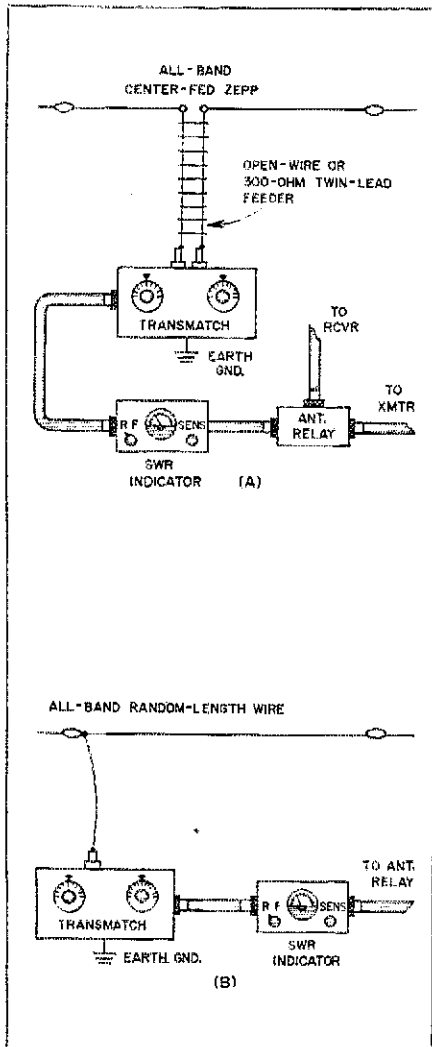 ALL-BAND
CENTER-FED ZEPP
OPEN-WIRE OR
300-OHM TWIN-LEAD
FEEDER
TRANSMATCH
EARTH
GND.
TO
RCVR
TO
XMTR
RF SENS
ANT.
RELAY
SWR
INDICATOR
(A)
ALL-BAND RANDOM-LENGTH WIRE
TO ANT.
RELAY
RF SENS
TRANSMATCH
EARTH GND.
SWR
INDICATOR
(B)